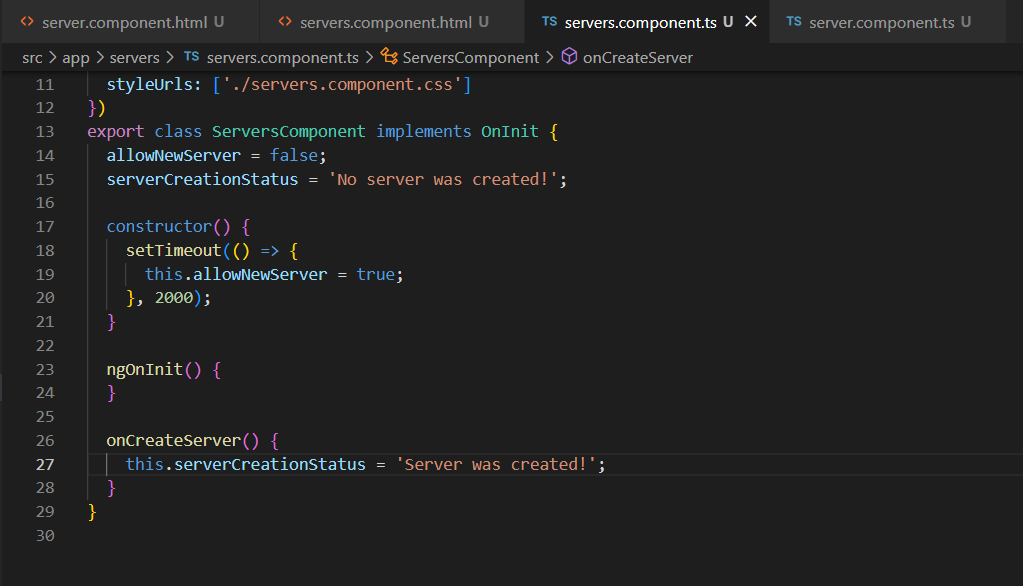 <> server.component.html U <> servers.component.html U TS servers.component.ts U × TS server.component.ts U
src > app > servers > TS servers.component.ts > ServersComponent > onCreateServer
11 styleUrls: ['./servers.component.css']
12 })
13 export class ServersComponent implements OnInit {
14 allowNewServer = false;
15 serverCreationStatus = 'No server was created!';
16
17 constructor() {
18 setTimeout(() => {
19 this.allowNewServer = true;
20 }, 2000);
21 }
22
23 ngOnInit() {
24 }
25
26 onCreateServer() {
27 this.serverCreationStatus = 'Server was created!';
28 }
29 }
30